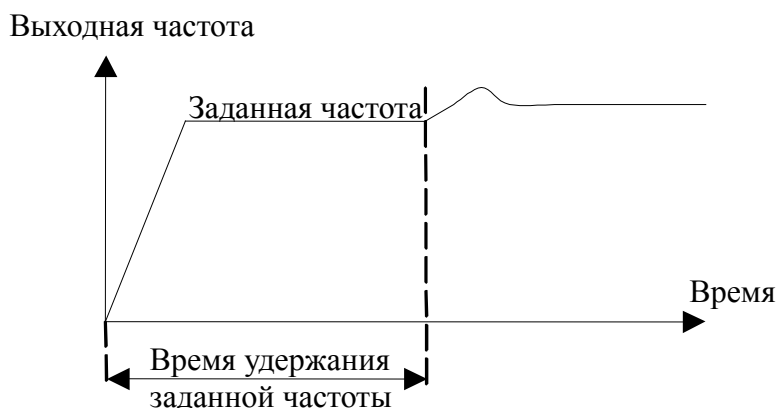 Выходная частота
Заданная частота
Время
Время удержания
заданной частоты